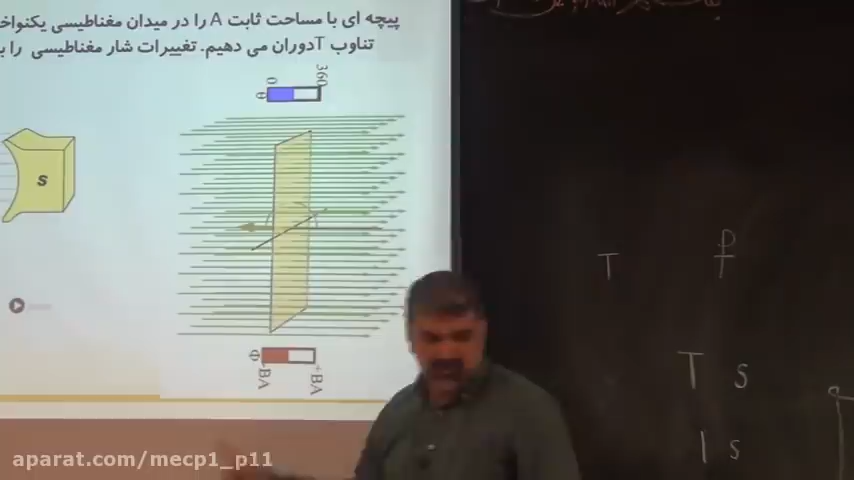 پیچه ای با مساحت ثابت A را در میدان مغناطیسی یکنواخ
تناوب T دوران می دهیم. تغییرات شار مغناطیسی را ب
0 360
θ
S
Φ
-BA +BA
T
T s
1 s
aparat.com/mecp1_p11